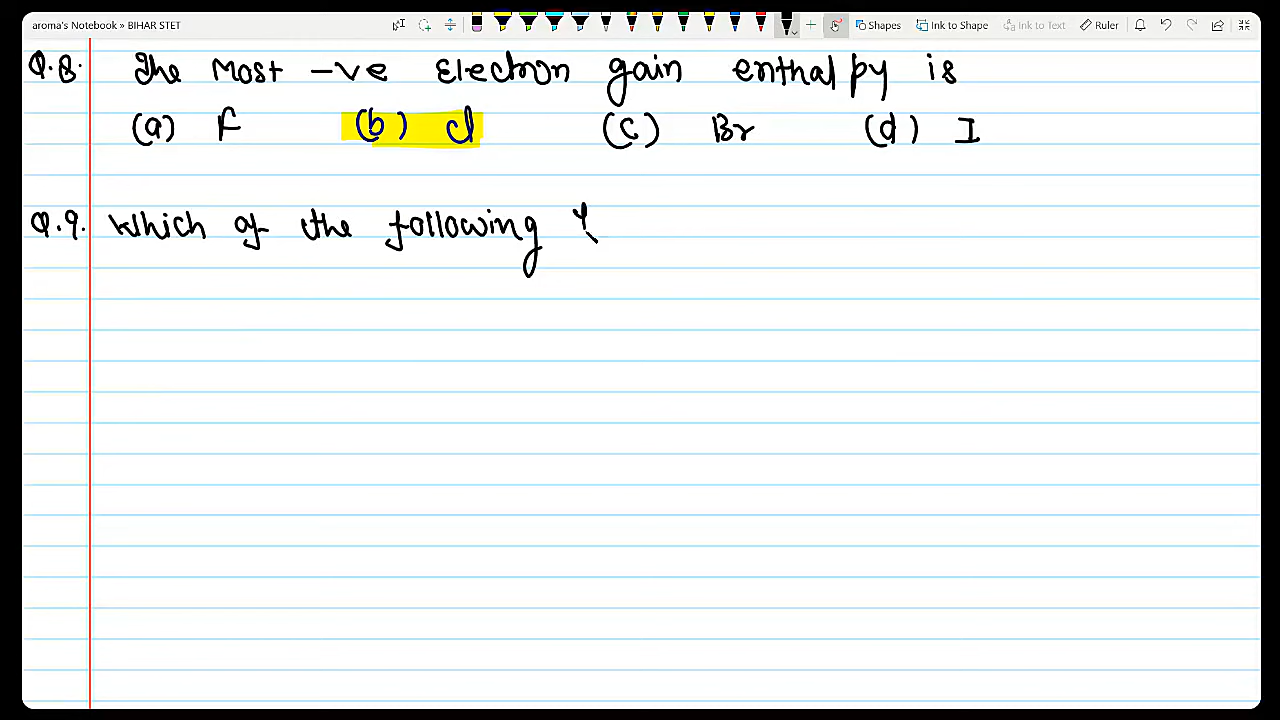 aroma's Notebook » BIHAR STET
Shapes Ink to Shape Ink to Text Ruler
Q.8. The Most -ve Electron gain enthalpy is
(a) F (b) Cl (c) Br (d) I
Q.9. Which of the following